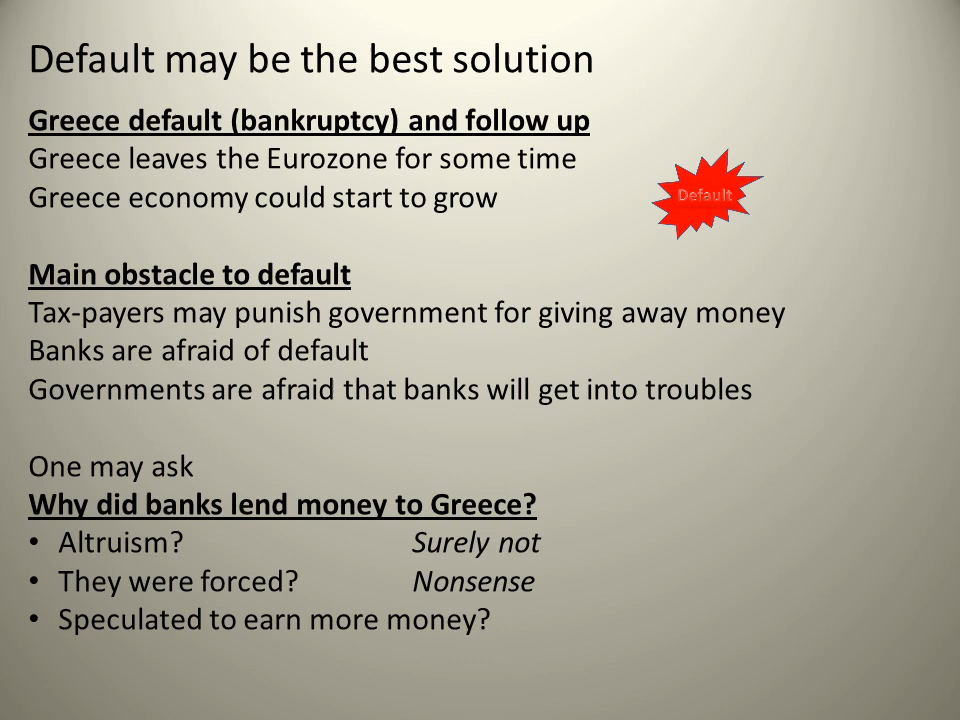 Default may be the best solution
Greece default (bankruptcy) and follow up
Greece leaves the Eurozone for some time
Greece economy could start to grow
Default
Main obstacle to default
Tax-payers may punish government for giving away money
Banks are afraid of default
Governments are afraid that banks will get into troubles
One may ask
Why did banks lend money to Greece?
• Altruism? Surely not
• They were forced? Nonsense
• Speculated to earn more money?